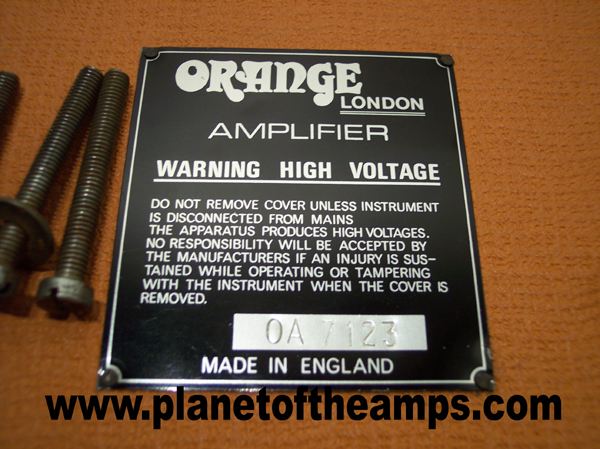 ORANGE
LONDON
AMPLIFIER
WARNING HIGH VOLTAGE
DO NOT REMOVE COVER UNLESS INSTRUMENT
IS DISCONNECTED FROM MAINS
THE APPARATUS PRODUCES HIGH VOLTAGES.
NO RESPONSIBILITY WILL BE ACCEPTED BY
THE MANUFACTURERS IF AN INJURY IS SUS-
TAINED WHILE OPERATING OR TAMPERING
WITH THE INSTRUMENT WHEN THE COVER IS
REMOVED.
OA 7123
MADE IN ENGLAND
www.planetoftheamps.com